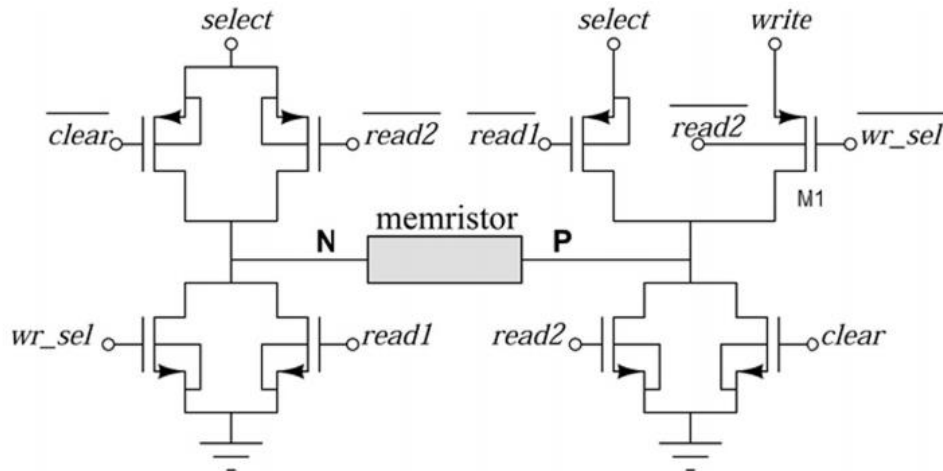 select select write
clear read2 read1 read2 wr_sel
M1
memristor
N P
wr_sel read1 read2 clear